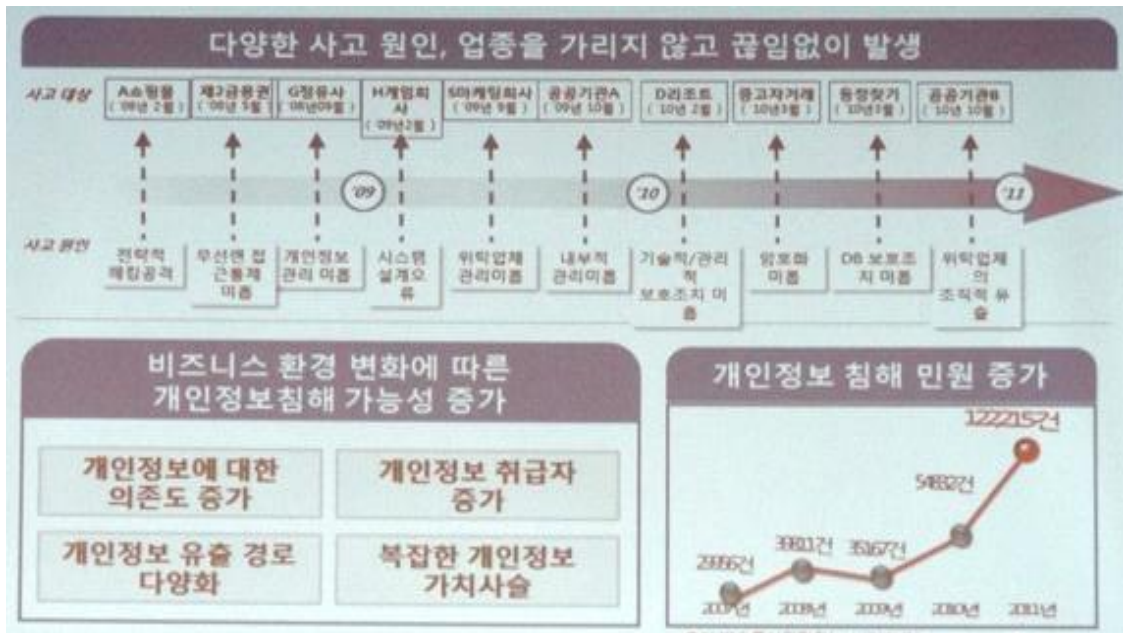 다양한 사고 원인, 업종을 가리지 않고 끊임없이 발생
사고 대상
A쇼핑몰
( '08년 2월 )
제2금융권
( '08년 5월 )
G정유사
( '08년09월 )
H게임회
사
( '09년2월 )
S마케팅회사
( '09년 9월 )
공공기관A
( '09년 10월 )
D리조트
( '10년 2월 )
중고자거래
( '10년3월 )
동창찾기
( '10년3월 )
공공기관B
( '10년 10월 )
'09
'10
'11
사고 원인
전략적
해킹공격
무선랜 접
근통제
미흡
개인정보
관리 미흡
시스템
설계오
류
위탁업체
관리미흡
내부적
관리미흡
기술적/관리
적
보호조치 미
흡
암호화
미흡
DB 보호조
치 미흡
위탁업체
의
조직적 유
출
비즈니스 환경 변화에 따른
개인정보침해 가능성 증가
개인정보에 대한
의존도 증가
개인정보 취급자
증가
개인정보 유출 경로
다양화
복잡한 개인정보
가치사슬
개인정보 침해 민원 증가
122215건
54832건
39811건
35167건
2007년
2008년
2009년
2010년
2011년